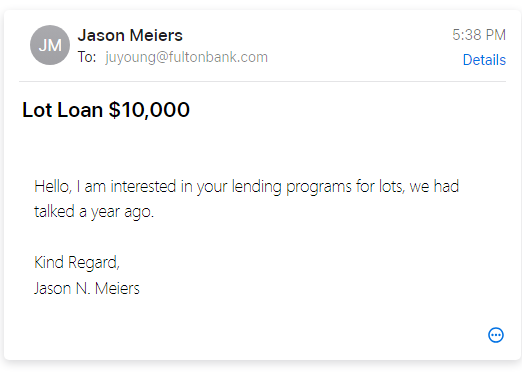 JM
Jason Meiers
5:38 PM
To: juyoung@fultonbank.com
Details
Lot Loan $10,000
Hello, I am interested in your lending programs for lots, we had
talked a year ago.
Kind Regard,
Jason N. Meiers